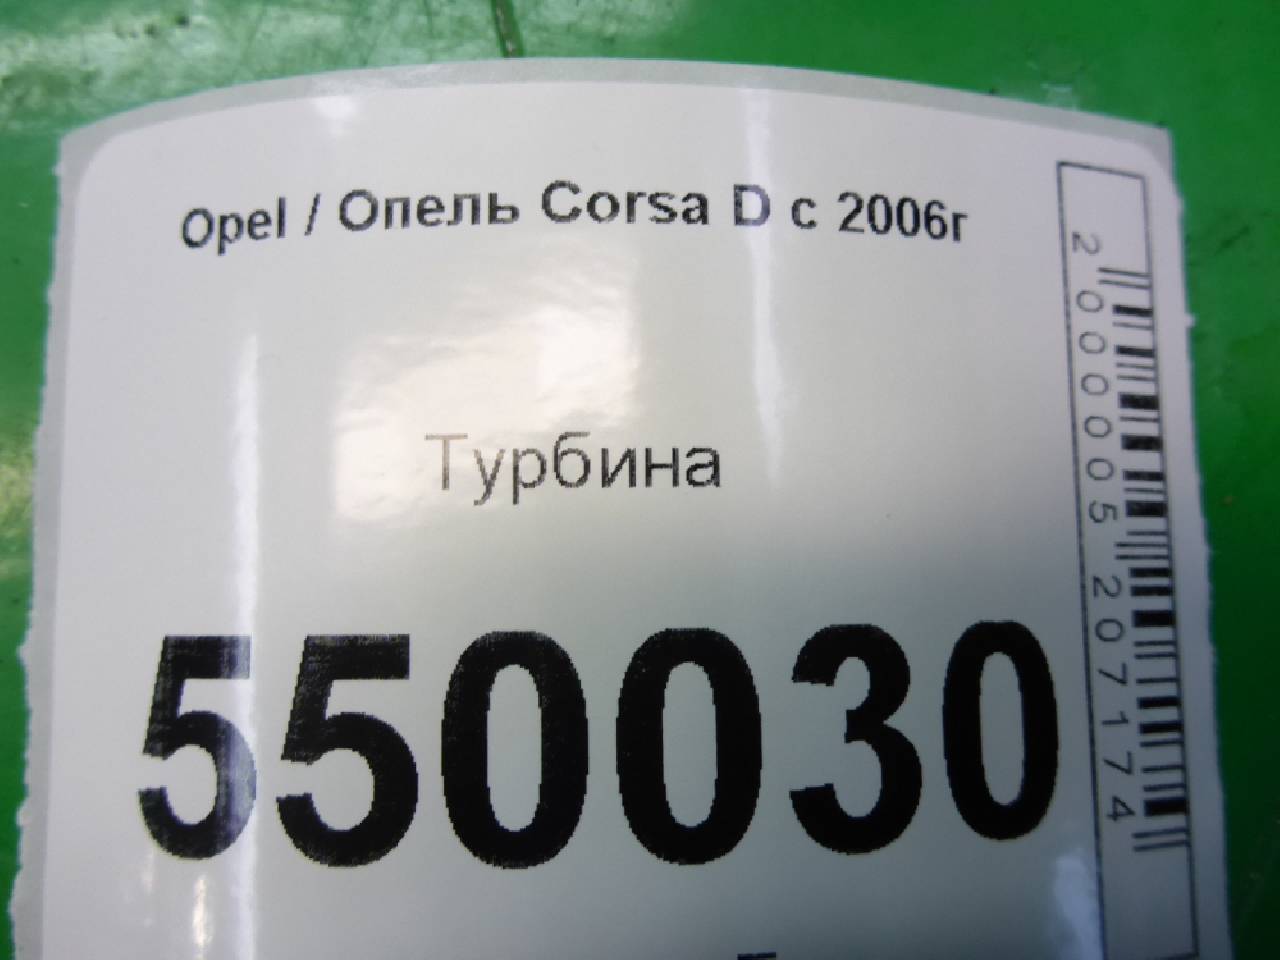 Opel / Опель Corsa D с 2006г
Турбина
550030
2000005207174